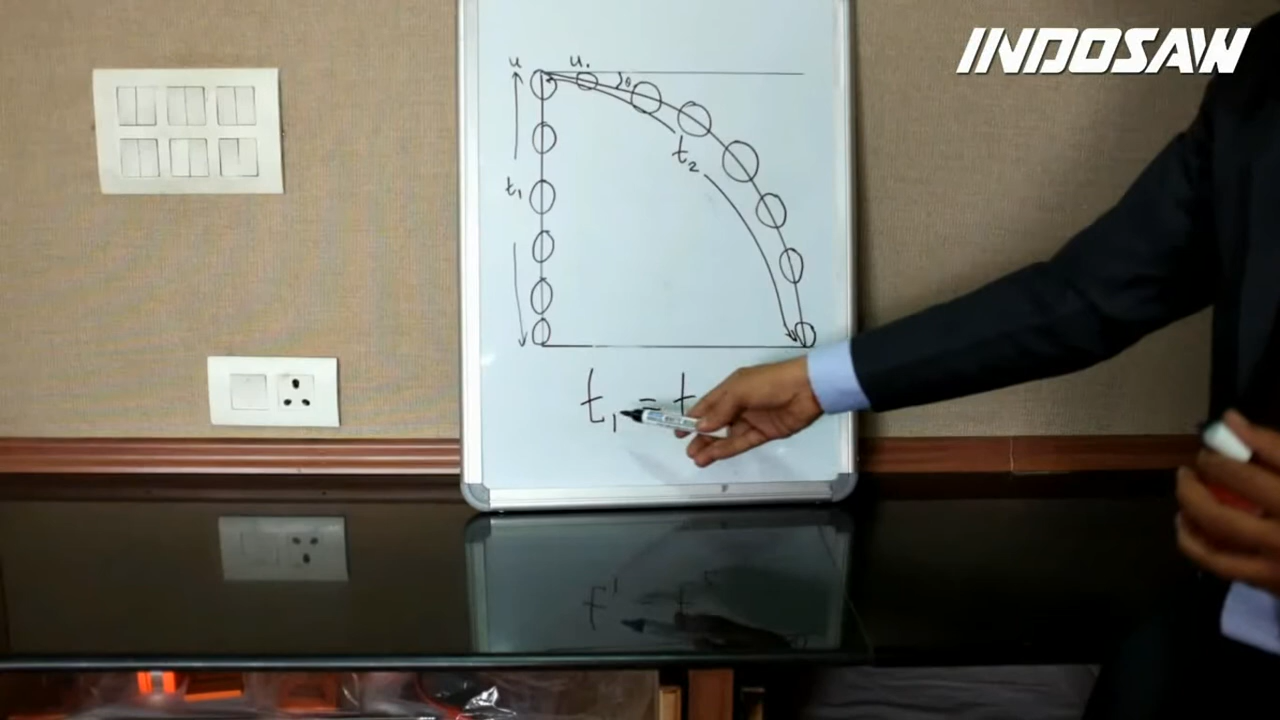 INDOSAW
u u.
θ
t₂
t₁
t₁ = t